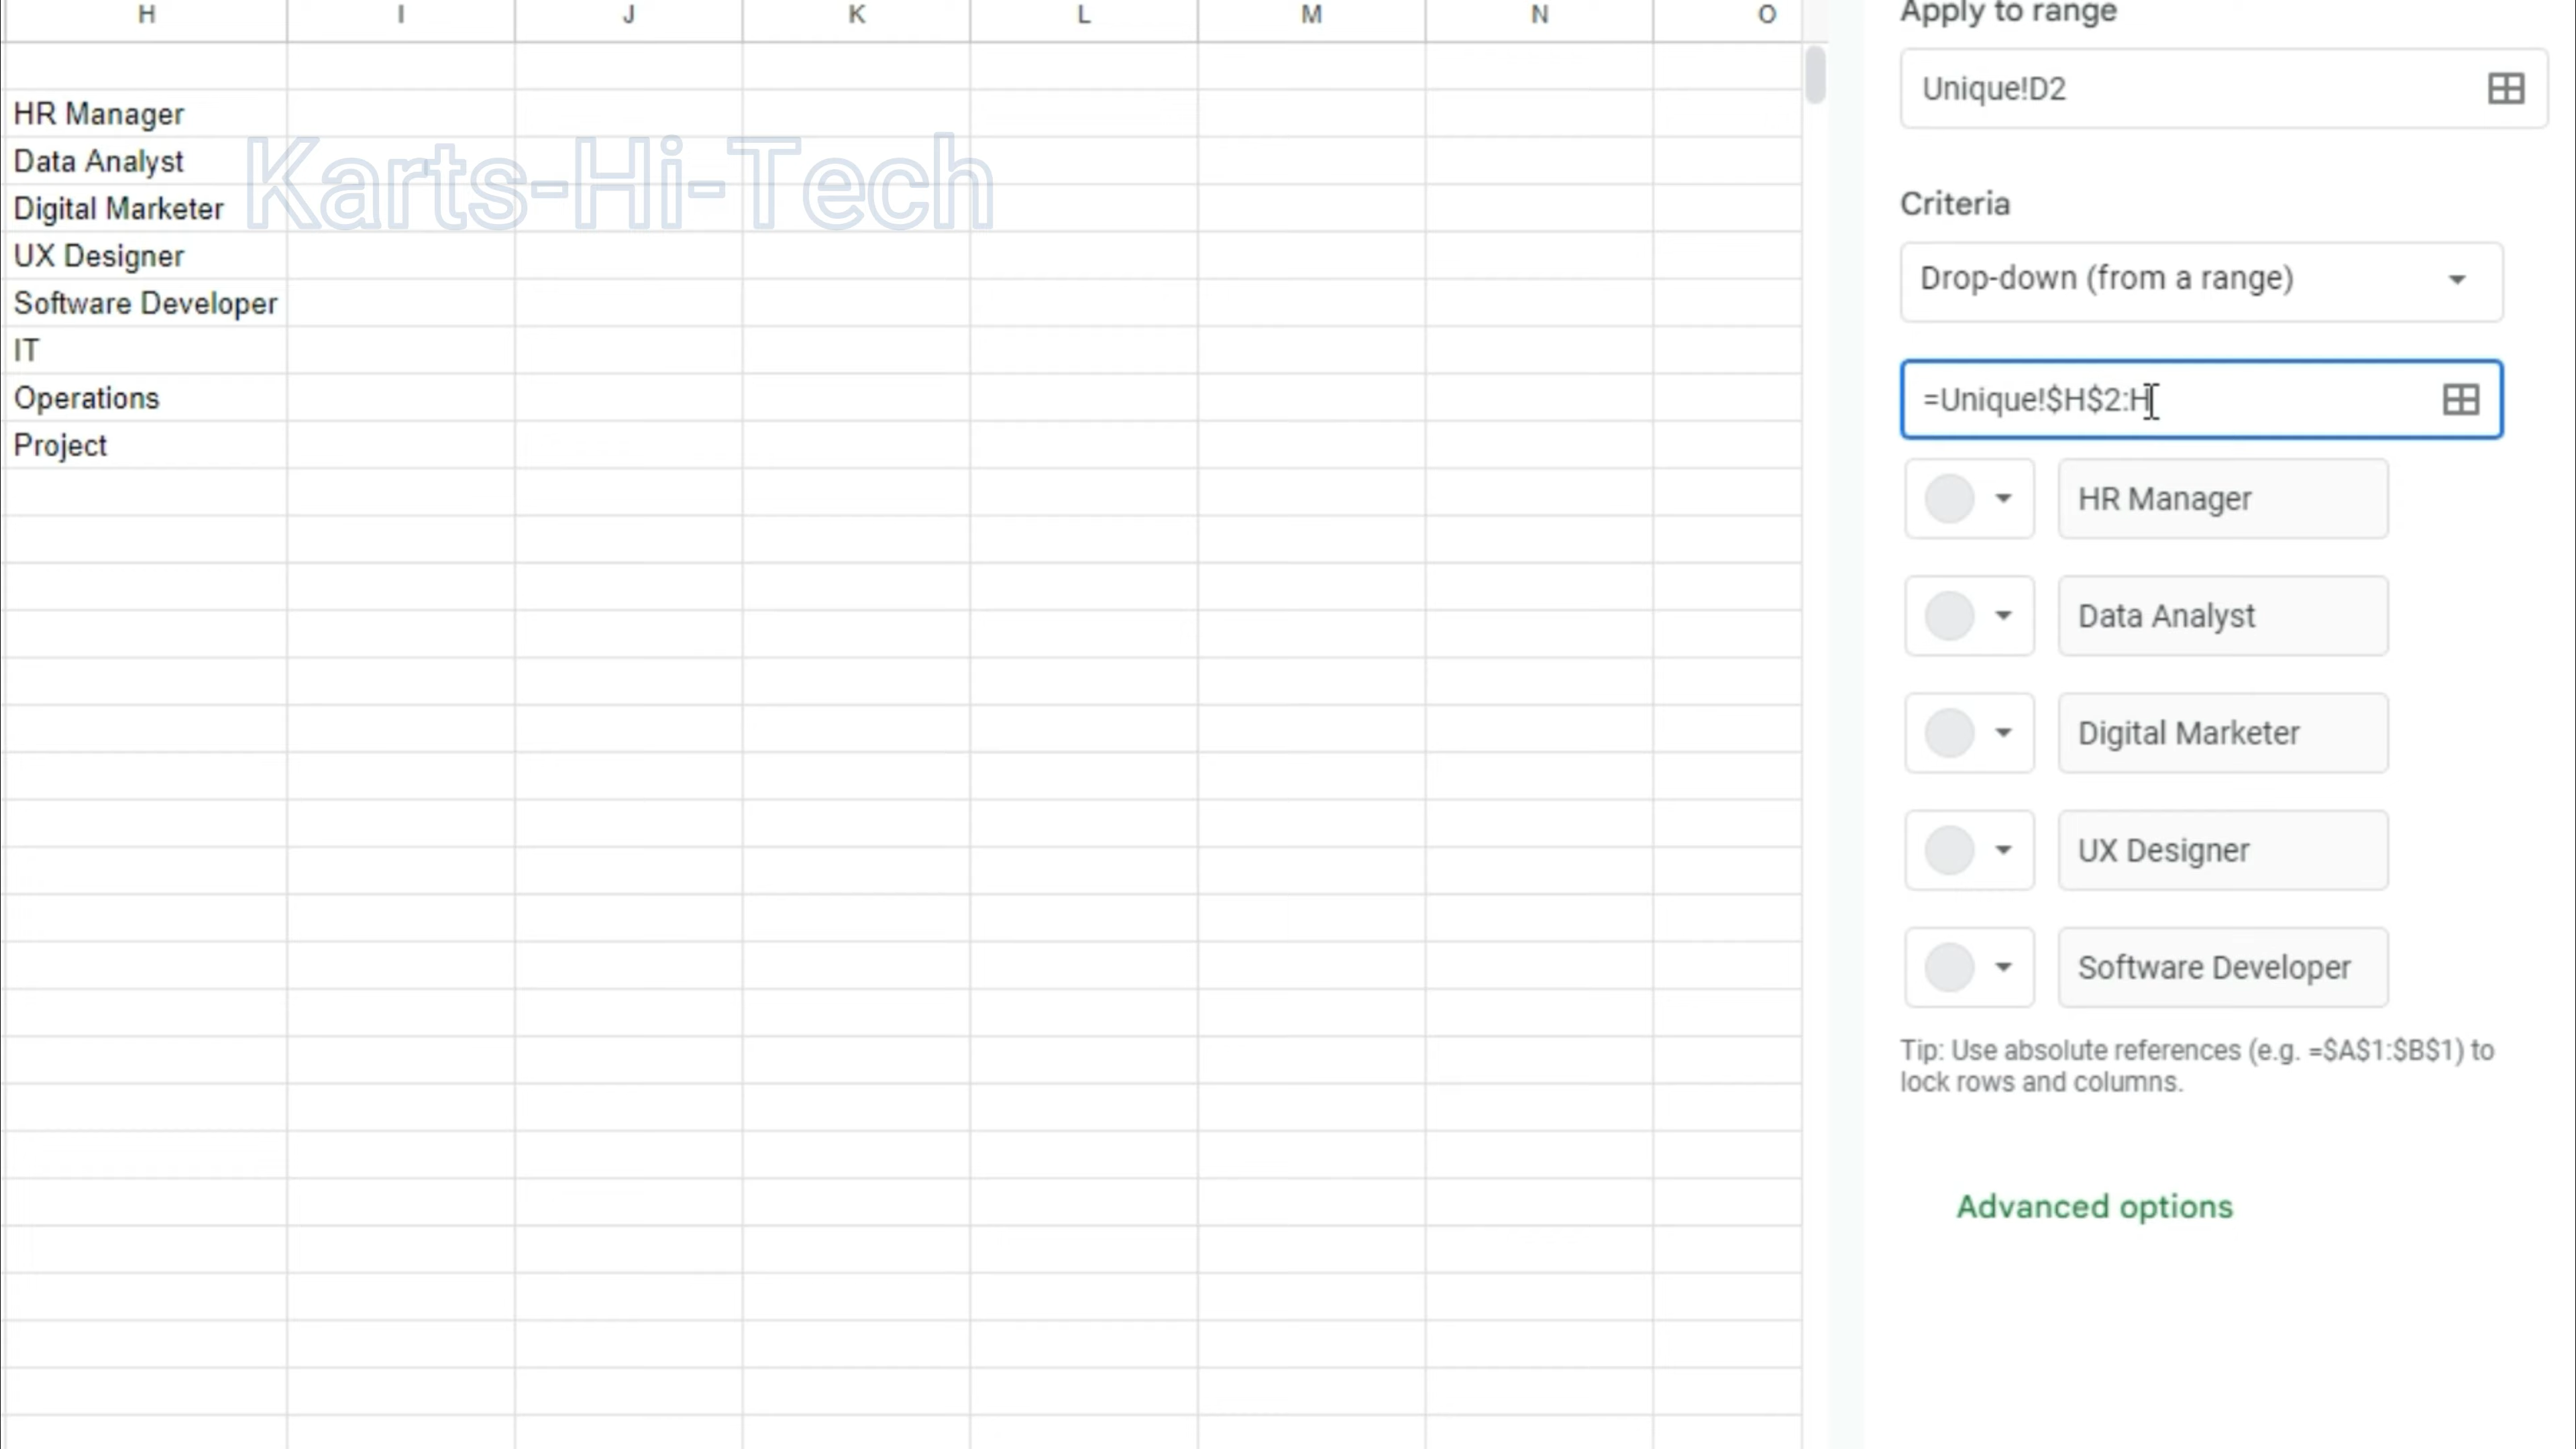 H I J K L M N O
HR Manager
Data Analyst
Digital Marketer
UX Designer
Software Developer
IT
Operations
Project
Karts-Hi-Tech
Apply to range
Unique!D2
Criteria
Drop-down (from a range)
=Unique!$H$2:H
HR Manager
Data Analyst
Digital Marketer
UX Designer
Software Developer
Tip: Use absolute references (e.g. =$A$1:$B$1) to
lock rows and columns.
Advanced options